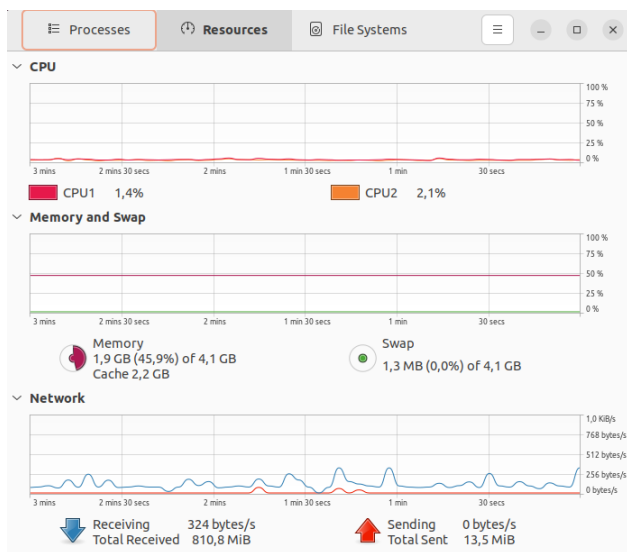 Processes Resources File Systems
CPU
100 %
75 %
50 %
25 %
0 %
3 mins 2 mins 30 secs 2 mins 1 min 30 secs 1 min 30 secs
CPU1 1,4% CPU2 2,1%
Memory and Swap
100 %
75 %
50 %
25 %
0 %
3 mins 2 mins 30 secs 2 mins 1 min 30 secs 1 min 30 secs
Memory Swap
1,9 GB (45,9%) of 4,1 GB 1,3 MB (0,0%) of 4,1 GB
Cache 2,2 GB
Network
1,0 KiB/s
768 bytes/s
512 bytes/s
256 bytes/s
0 bytes/s
3 mins 2 mins 30 secs 2 mins 1 min 30 secs 1 min 30 secs
Receiving 324 bytes/s Sending 0 bytes/s
Total Received 810,8 MiB Total Sent 13,5 MiB